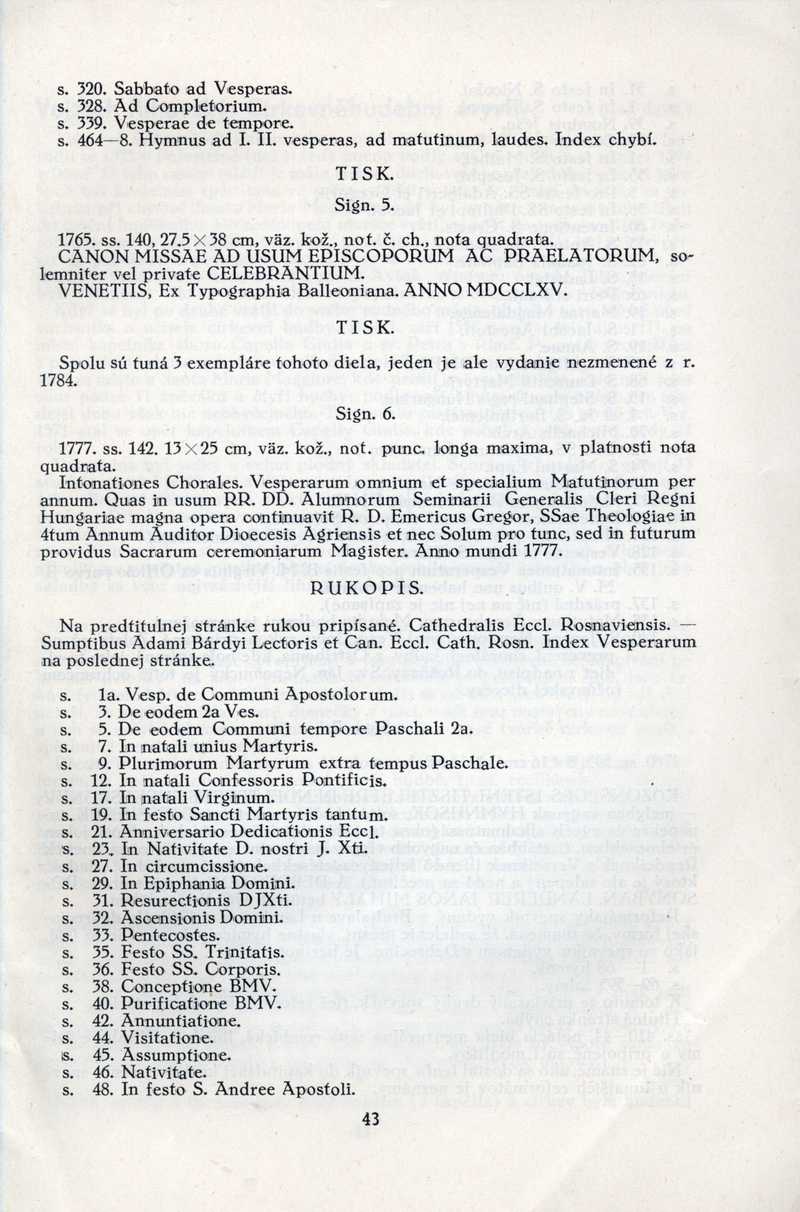 s. 320. Sabbato ad Vesperas.
s. 328. Ad Completorium.
s. 339. Vesperae de tempore.
s. 464—8. Hymnus ad I. II. vesperas, ad matutinum, laudes. Index chybí.
TISK.
Sign. 5.
1765. ss. 140, 27.5 × 38 cm, väz. kož., not. č. ch., nota quadrata.
CANON MISSAE AD USUM EPISCOPORUM AC PRAELATORUM, so-
lemniter vel private CELEBRANTIUM.
VENETIIS, Ex Typographia Balleoniana. ANNO MDCCLXV.
TISK.
Spolu sú tuná 3 exempláre tohoto diela, jeden je ale vydanie nezmenené z r.
1784.
Sign. 6.
1777. ss. 142. 13 × 25 cm, väz. kož., not. punc. longa maxima, v platnosti nota
quadrata.
Intonationes Chorales. Vesperarum omnium et specialium Matutinorum per
annum. Quas in usum RR. DD. Alumnorum Seminarii Generalis Cleri Regni
Hungariae magna opera continuavit R. D. Emericus Gregor, SSae Theologiae in
4tum Annum Auditor Dioecesis Agriensis et nec Solum pro tunc, sed in futurum
providus Sacrarum ceremoniarum Magister. Anno mundi 1777.
RUKOPIS.
Na predtitulnej stránke rukou pripísané. Cathedralis Eccl. Rosnaviensis. —
Sumptibus Adami Bárdyi Lectoris et Can. Eccl. Cath. Rosn. Index Vesperarum
na poslednej stránke.
s. 1a. Vesp. de Communi Apostolorum.
s. 3. De eodem 2a Ves.
s. 5. De eodem Communi tempore Paschali 2a.
s. 7. In natali unius Martyris.
s. 9. Plurimorum Martyrum extra tempus Paschale.
s. 12. In natali Confessoris Pontificis.
s. 17. In natali Virginum.
s. 19. In festo Sancti Martyris tantum.
s. 21. Anniversario Dedicationis Eccl.
s. 23. In Nativitate D. nostri J. Xti.
s. 27. In circumcissione.
s. 29. In Epiphania Domini.
s. 31. Resurectionis DJXti.
s. 32. Ascensionis Domini.
s. 33. Pentecostes.
s. 35. Festo SS. Trinitatis.
s. 36. Festo SS. Corporis.
s. 38. Conceptione BMV.
s. 40. Purificatione BMV.
s. 42. Annuntiatione.
s. 44. Visitatione.
s. 45. Assumptione.
s. 46. Nativitate.
s. 48. In festo S. Andree Apostoli.
43